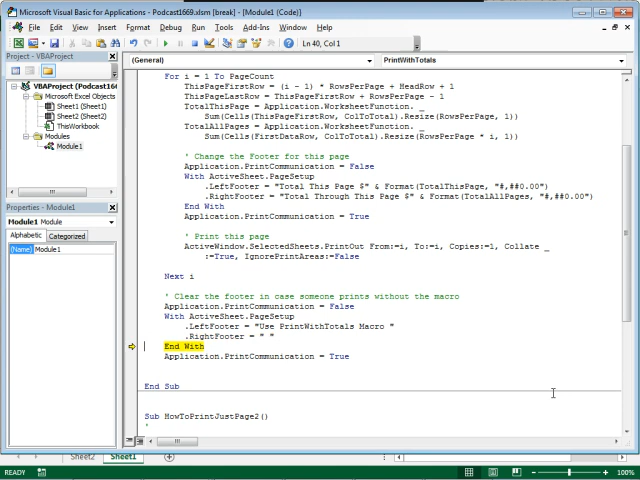 Microsoft Visual Basic for Applications - Podcast1669.xlsm [break] - [Module1 (Code)]
File Edit View Insert Format Debug Run Tools Add-Ins Window Help
Ln 40, Col 1
Project - VBAProject
VBAProject (Podcast166
Microsoft Excel Objects
Sheet1 (Sheet1)
Sheet2 (Sheet2)
ThisWorkbook
Modules
Module1
Properties - Module1
Module1 Module
Alphabetic Categorized
(Name) Module1
(General) PrintWithTotals
For i = 1 To PageCount
ThisPageFirstRow = (i - 1) * RowsPerPage + HeadRow + 1
ThisPageLastRow = ThisPageFirstRow + RowsPerPage - 1
TotalThisPage = Application.WorksheetFunction. _
Sum(Cells(ThisPageFirstRow, ColToTotal).Resize(RowsPerPage, 1))
TotalAllPages = Application.WorksheetFunction. _
Sum(Cells(FirstDataRow, ColToTotal).Resize(RowsPerPage * i, 1))
' Change the Footer for this page
Application.PrintCommunication = False
With ActiveSheet.PageSetup
.LeftFooter = "Total This Page $" & Format(TotalThisPage, "#,##0.00")
.RightFooter = "Total Through This Page $" & Format(TotalAllPages, "#,##0.00")
End With
Application.PrintCommunication = True
' Print this page
ActiveWindow.SelectedSheets.PrintOut From:=i, To:=i, Copies:=1, Collate _
:=True, IgnorePrintAreas:=False
Next i
' Clear the footer in case someone prints without the macro
Application.PrintCommunication = False
With ActiveSheet.PageSetup
.LeftFooter = "Use PrintWithTotals Macro "
.RightFooter = " "
End With
Application.PrintCommunication = True
End Sub
Sub HowToPrintJustPage2()
'
Sheet2 Sheet1
READY 100%